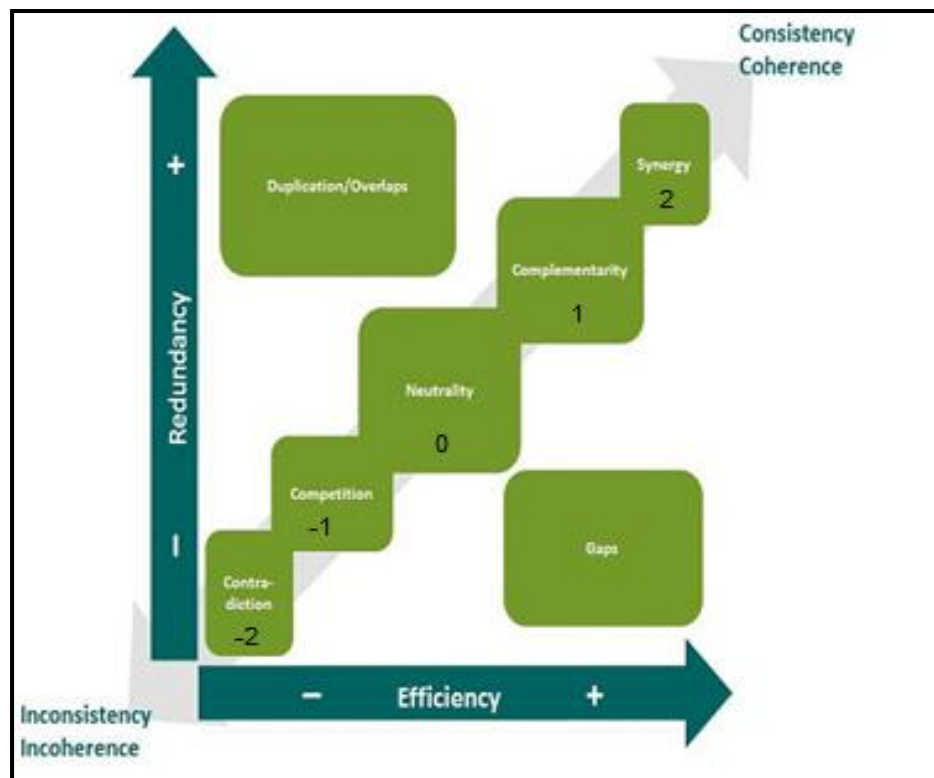 Consistency
Coherence
+
Duplication/Overlaps
Synergy
2
Complementarity
1
Redundancy
Neutrality
0
Competition
-1
Gaps
–
Contra-
diction
-2
– Efficiency +
Inconsistency
Incoherence